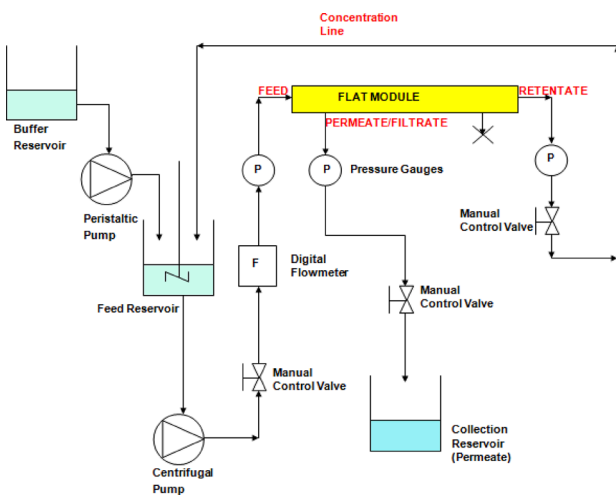 Concentration
Line
FEED
FLAT MODULE
RETENTATE
PERMEATE/FILTRATE
Buffer
Reservoir
P
P
Pressure Gauges
P
Peristaltic
Pump
Manual
Control Valve
F
Digital
Flowmeter
Feed Reservoir
Manual
Control Valve
Manual
Control Valve
Collection
Reservoir
(Permeate)
Centrifugal
Pump